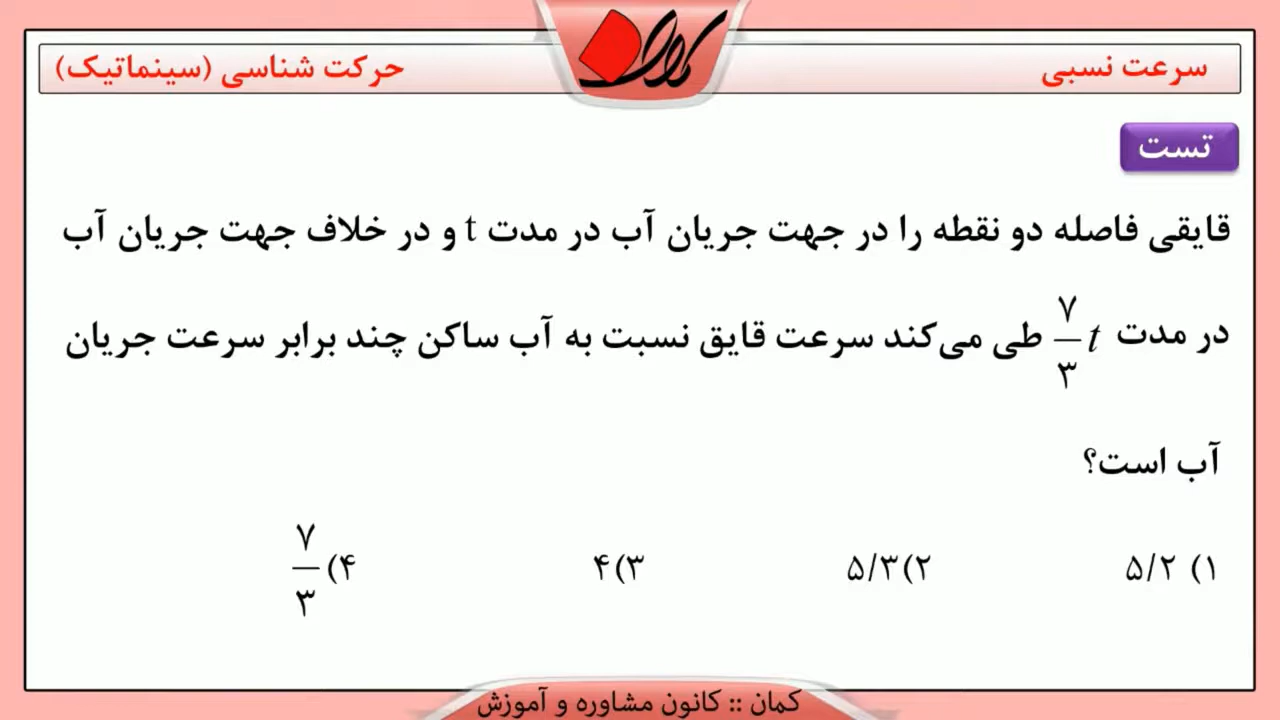 سرعت نسبی
کمان
حرکت شناسی (سینماتیک)
تست
قایقی فاصله دو نقطه را در جهت جریان آب در مدت t و در خلاف جهت جریان آب
در مدت ۷/۳ t طی می‌کند سرعت قایق نسبت به آب ساکن چند برابر سرعت جریان
آب است؟
۱) ۵/۲ ۲) ۵/۳ ۳) ۴ ۴) ۷/۳
کمان :: کانون مشاوره و آموزش